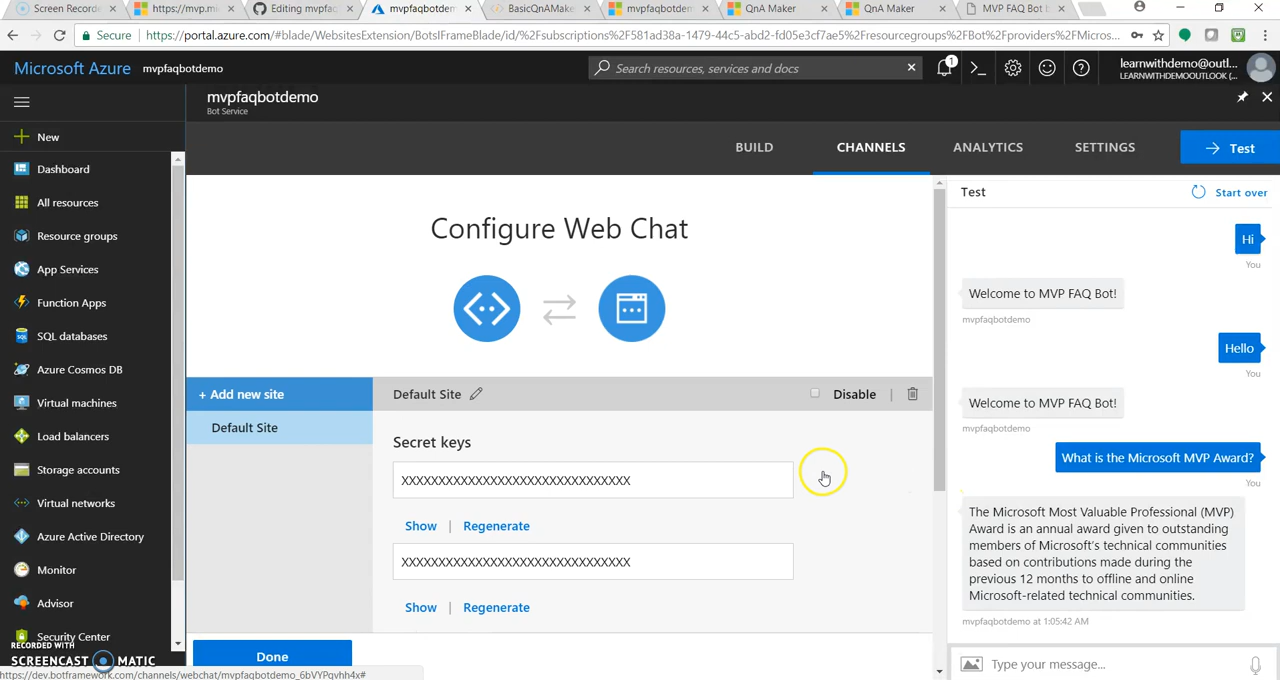 Screen Recorde
https://mvp.mi
Editing mvpfaq
mvpfaqbotdemo
BasicQnAMake
mvpfaqbotdem
QnA Maker
QnA Maker
MVP FAQ Bot b
Secure
https://portal.azure.com/#blade/WebsitesExtension/BotsIFrameBlade/id/%2Fsubscriptions%2F581ad38a-1479-44c5-abd2-fd05e3cf7ae5%2Fresourcegroups%2FBot%2Fproviders%2FMicros...
Microsoft Azure
mvpfaqbotdemo
Search resources, services and docs
1
learnwithdemo@outl...
LEARNWITHDEMOOUTLOOK (...
mvpfaqbotdemo
Bot Service
BUILD
CHANNELS
ANALYTICS
SETTINGS
Test
New
Dashboard
All resources
Resource groups
App Services
Function Apps
SQL databases
Azure Cosmos DB
Virtual machines
Load balancers
Storage accounts
Virtual networks
Azure Active Directory
Monitor
Advisor
Security Center
Configure Web Chat
+ Add new site
Default Site
Default Site
Disable
Secret keys
XXXXXXXXXXXXXXXXXXXXXXXXXXXXXXX
Show | Regenerate
XXXXXXXXXXXXXXXXXXXXXXXXXXXXXXX
Show | Regenerate
Done
Test
Start over
Hi
You
Welcome to MVP FAQ Bot!
mvpfaqbotdemo
Hello
You
Welcome to MVP FAQ Bot!
mvpfaqbotdemo
What is the Microsoft MVP Award?
You
The Microsoft Most Valuable Professional (MVP)
Award is an annual award given to outstanding
members of Microsoft's technical communities
based on contributions made during the
previous 12 months to offline and online
Microsoft-related technical communities.
mvpfaqbotdemo at 1:05:42 AM
Type your message...
RECORDED WITH
SCREENCAST MATIC
https://dev.botframework.com/channels/webchat/mvpfaqbotdemo_6bVYPqvhh4x#